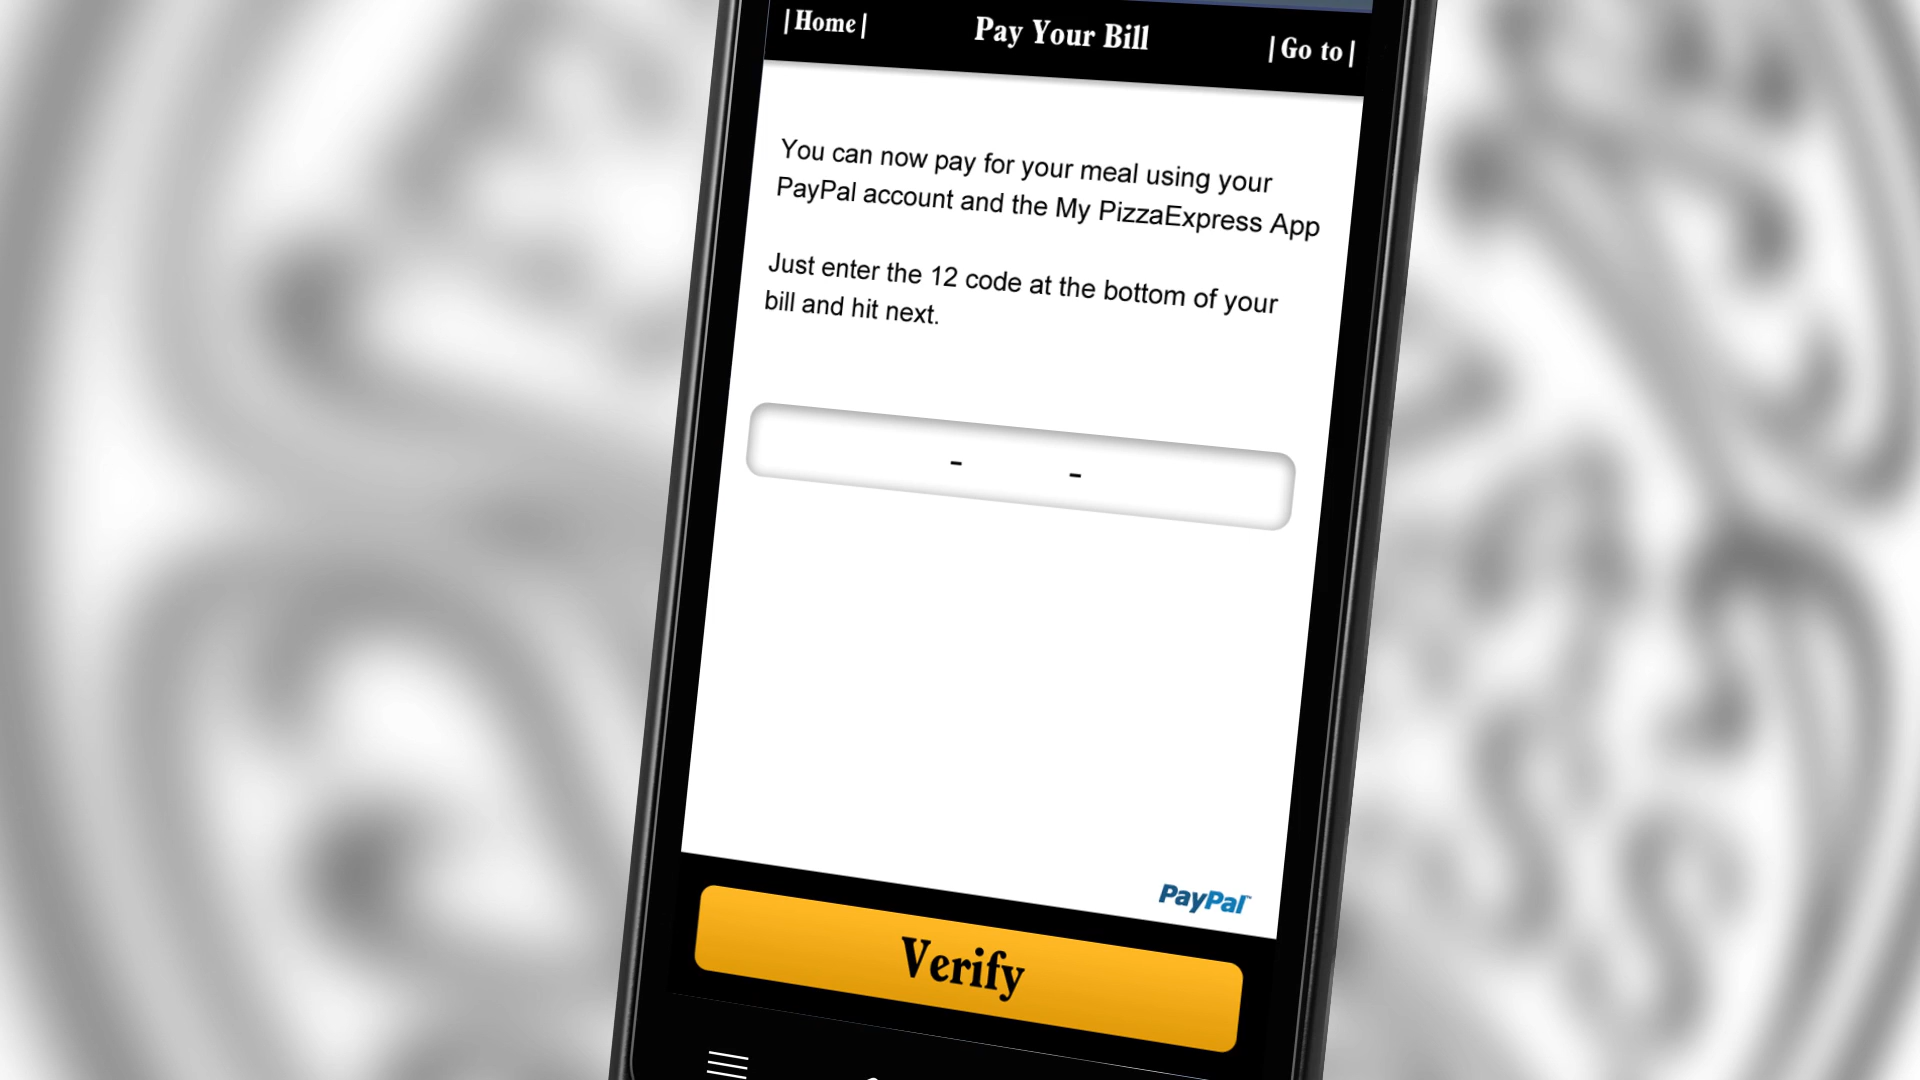 |Home| Pay Your Bill |Go to|
You can now pay for your meal using your
PayPal account and the My PizzaExpress App
Just enter the 12 code at the bottom of your
bill and hit next.
- -
PayPal™
Verify